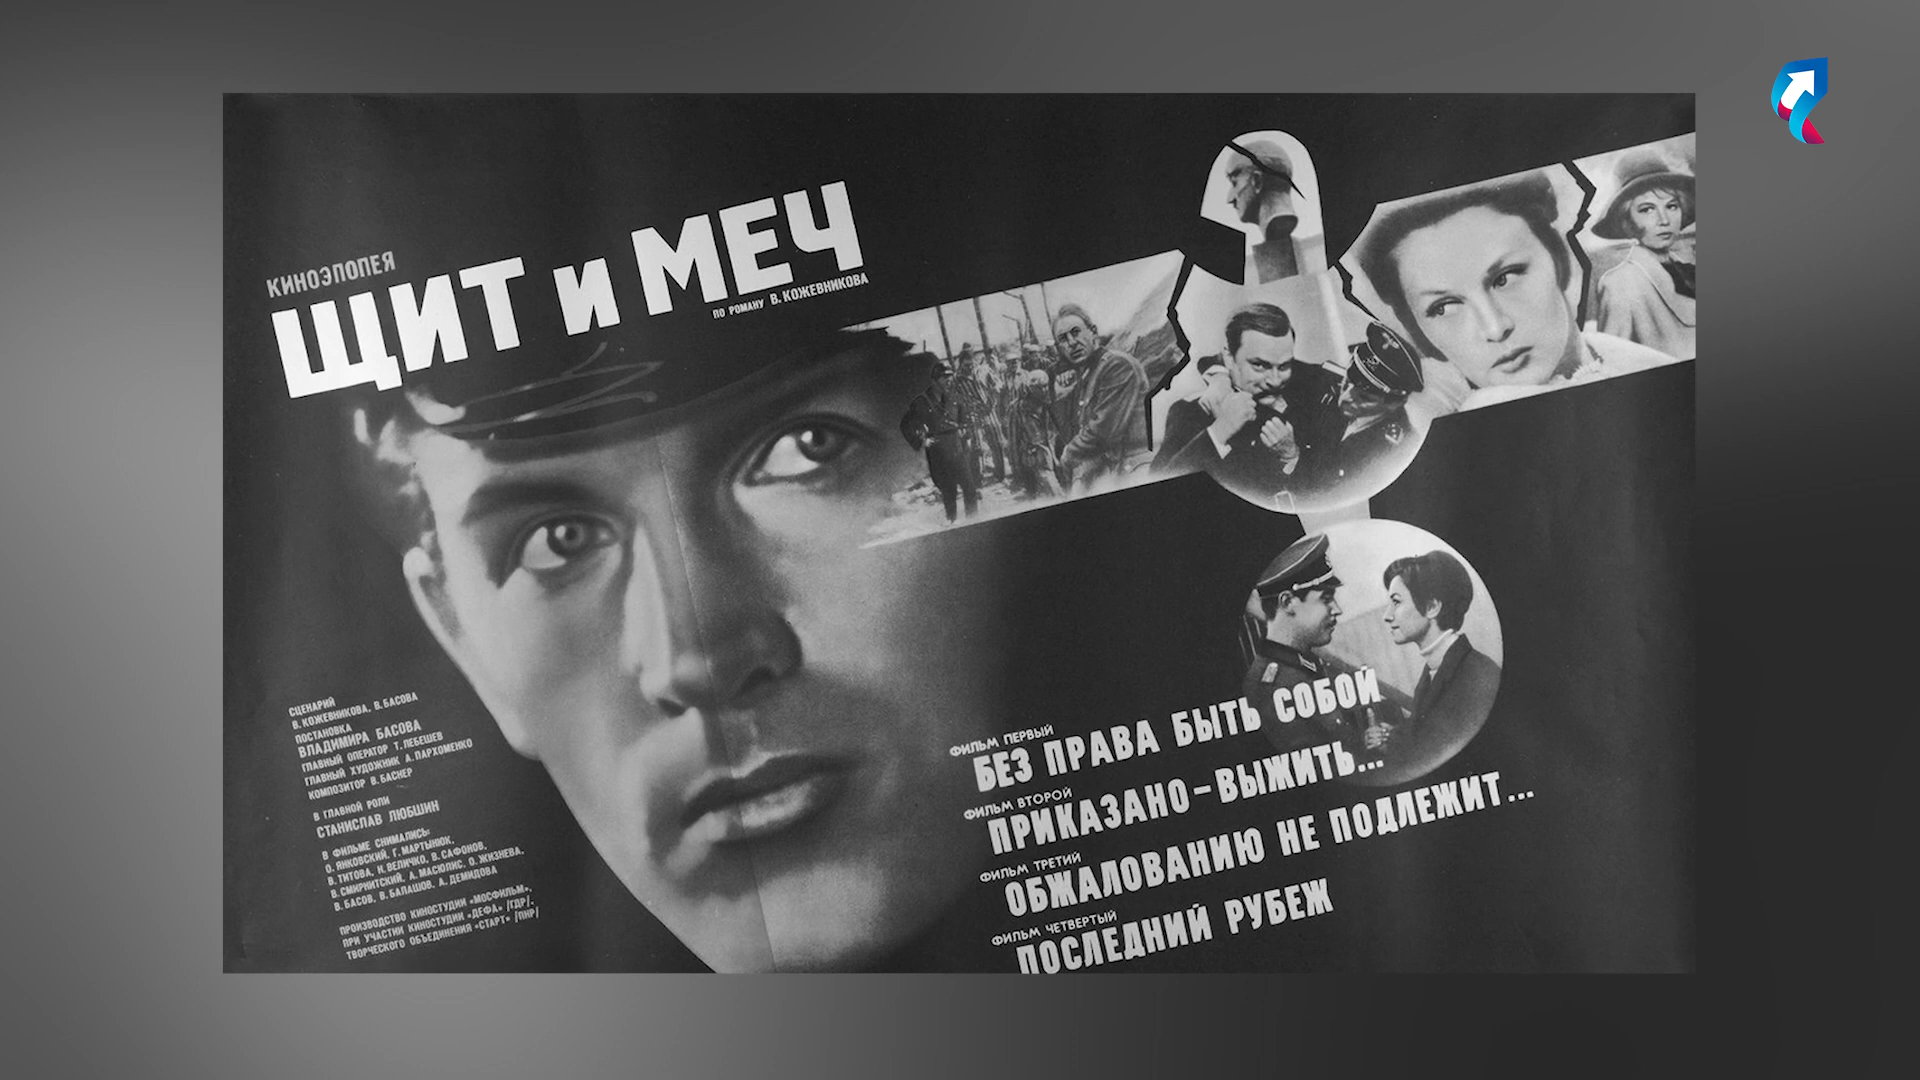 КИНОЭПОПЕЯ
ЩИТ И МЕЧ
ПО РОМАНУ В. КОЖЕВНИКОВА
СЦЕНАРИЙ
В. КОЖЕВНИКОВА, В. БАСОВА
ПОСТАНОВКА
ВЛАДИМИРА БАСОВА
ГЛАВНЫЙ ОПЕРАТОР Т. ЛЕБЕШЕВ
ГЛАВНЫЙ ХУДОЖНИК А. ПАРХОМЕНКО
КОМПОЗИТОР В. БАСНЕР
В ГЛАВНОЙ РОЛИ
СТАНИСЛАВ ЛЮБШИН
В ФИЛЬМЕ СНИМАЛИСЬ:
О. ЯНКОВСКИЙ, Г. МАРТЫНЮК,
В. ТИТОВА, Н. ВЕЛИЧКО, В. САФОНОВ,
В. СМИРНИТСКИЙ, А. МАСЮЛИС, О. ЖИЗНЕВА,
В. БАСОВ, В. БАЛАШОВ, А. ДЕМИДОВА
ПРОИЗВОДСТВО КИНОСТУДИИ «МОСФИЛЬМ»,
ПРИ УЧАСТИИ КИНОСТУДИИ «ДЕФА» /ГДР/,
ТВОРЧЕСКОГО ОБЪЕДИНЕНИЯ «СТАРТ» /ПНР/
ФИЛЬМ ПЕРВЫЙ
БЕЗ ПРАВА БЫТЬ СОБОЙ
ФИЛЬМ ВТОРОЙ
ПРИКАЗАНО – ВЫЖИТЬ...
ФИЛЬМ ТРЕТИЙ
ОБЖАЛОВАНИЮ НЕ ПОДЛЕЖИТ...
ФИЛЬМ ЧЕТВЕРТЫЙ
ПОСЛЕДНИЙ РУБЕЖ